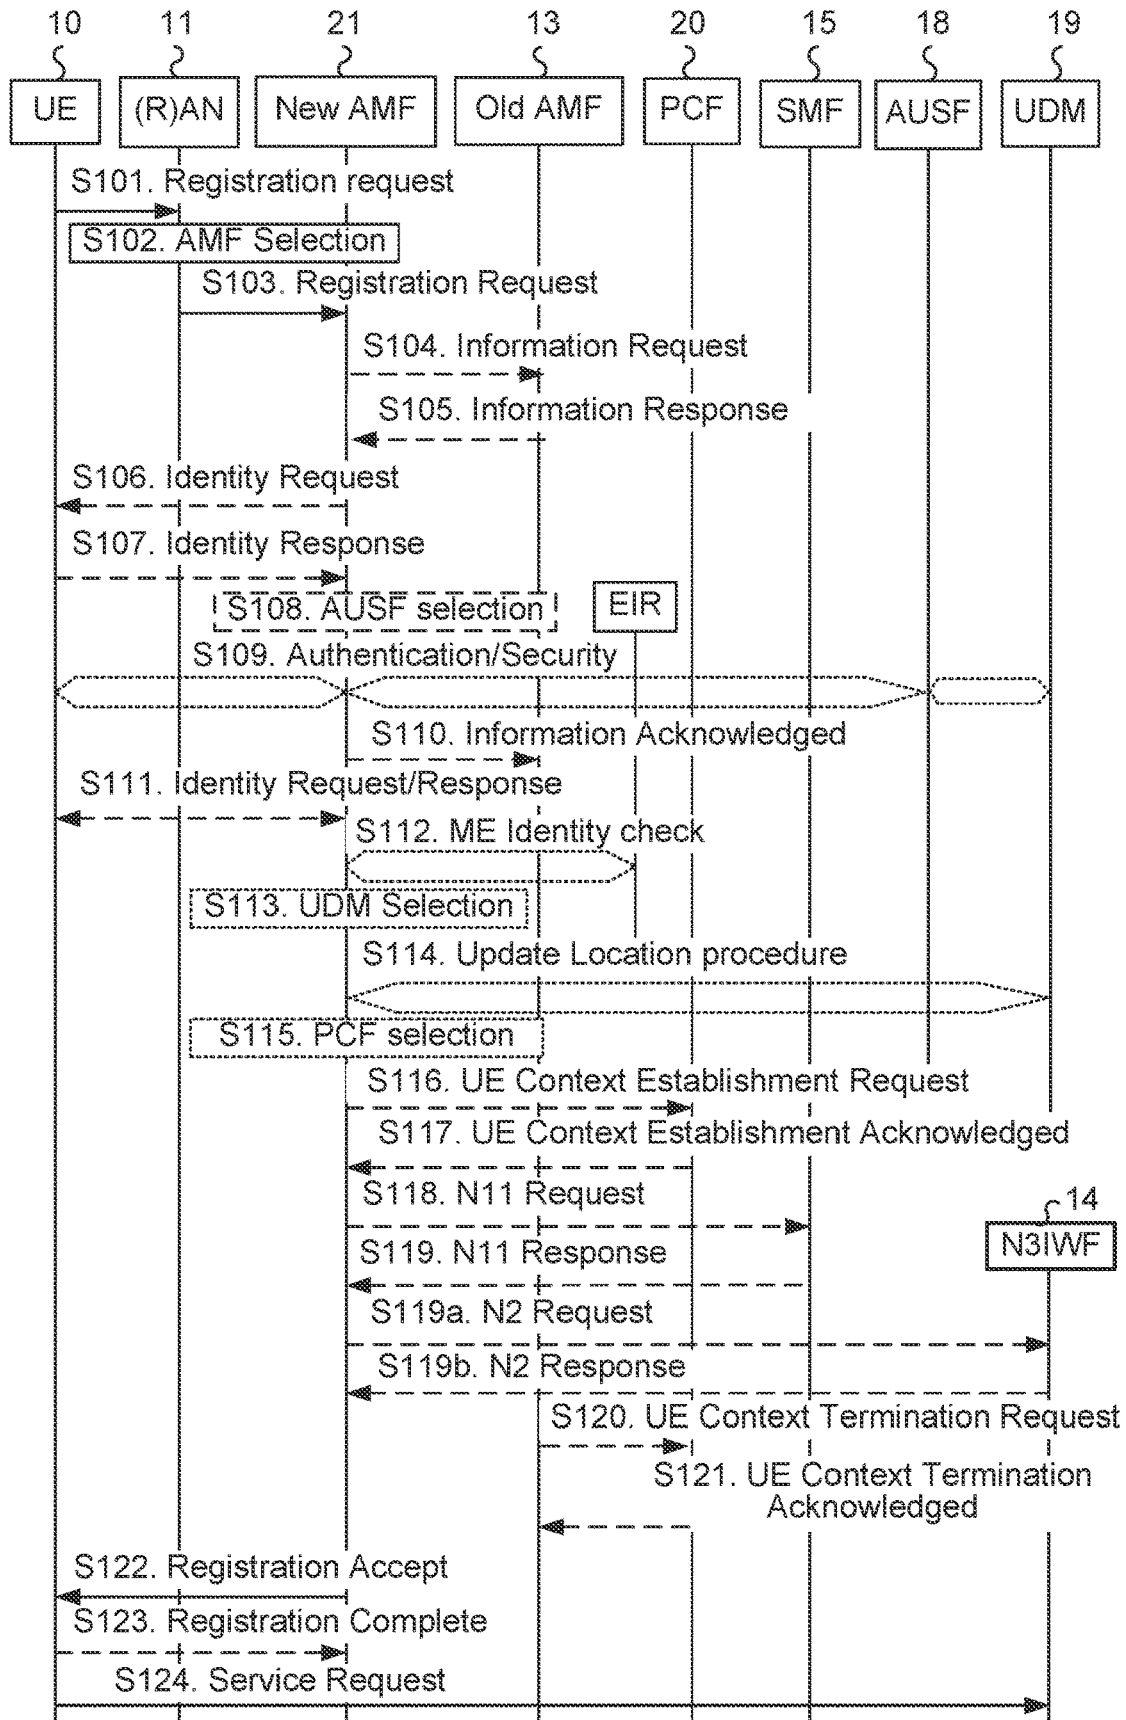 10 11 21 13 20 15 18 19
UE (R)AN New AMF Old AMF PCF SMF AUSF UDM
S101. Registration request
S102. AMF Selection
S103. Registration Request
S104. Information Request
S105. Information Response
S106. Identity Request
S107. Identity Response
S108. AUSF selection
EIR
S109. Authentication/Security
S110. Information Acknowledged
S111. Identity Request/Response
S112. ME Identity check
S113. UDM Selection
S114. Update Location procedure
S115. PCF selection
S116. UE Context Establishment Request
S117. UE Context Establishment Acknowledged
S118. N11 Request
14
N3IWF
S119. N11 Response
S119a. N2 Request
S119b. N2 Response
S120. UE Context Termination Request
S121. UE Context Termination
Acknowledged
S122. Registration Accept
S123. Registration Complete
S124. Service Request